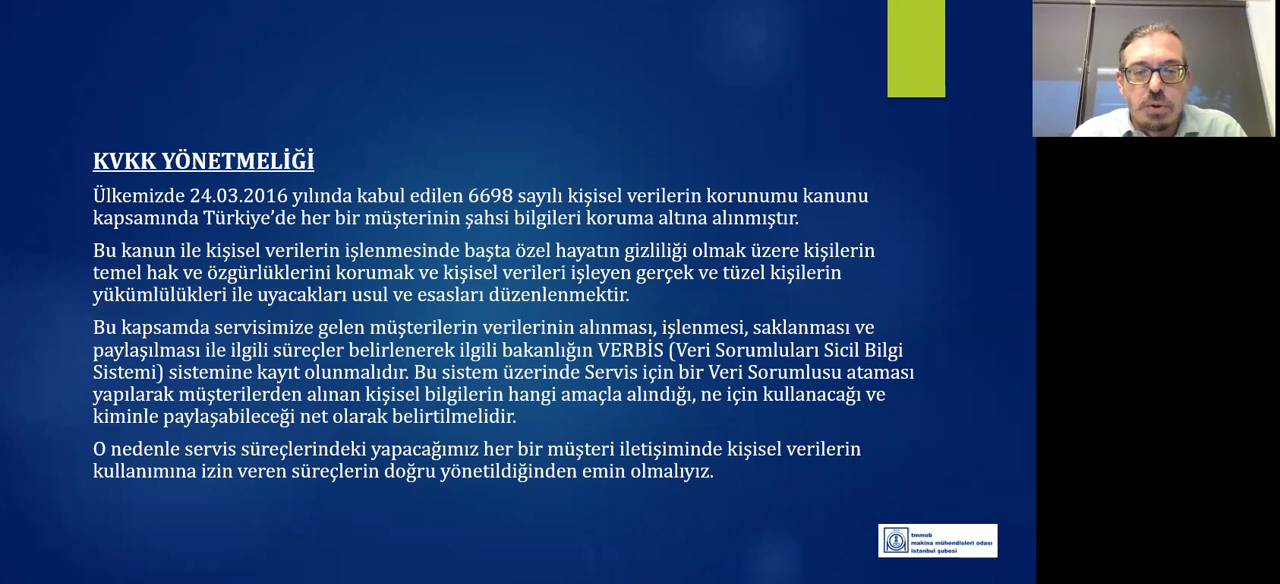 KVKK YÖNETMELİĞİ
Ülkemizde 24.03.2016 yılında kabul edilen 6698 sayılı kişisel verilerin korunumu kanunu
kapsamında Türkiye’de her bir müşterinin şahsi bilgileri koruma altına alınmıştır.
Bu kanun ile kişisel verilerin işlenmesinde başta özel hayatın gizliliği olmak üzere kişilerin
temel hak ve özgürlüklerini korumak ve kişisel verileri işleyen gerçek ve tüzel kişilerin
yükümlülükleri ile uyacakları usul ve esasları düzenlenmektir.
Bu kapsamda servisimize gelen müşterilerin verilerinin alınması, işlenmesi, saklanması ve
paylaşılması ile ilgili süreçler belirlenerek ilgili bakanlığın VERBİS (Veri Sorumluları Sicil Bilgi
Sistemi) sistemine kayıt olunmalıdır. Bu sistem üzerinde Servis için bir Veri Sorumlusu ataması
yapılarak müşterilerden alınan kişisel bilgilerin hangi amaçla alındığı, ne için kullanacağı ve
kiminle paylaşabileceği net olarak belirtilmelidir.
O nedenle servis süreçlerindeki yapacağımız her bir müşteri iletişiminde kişisel verilerin
kullanımına izin veren süreçlerin doğru yönetildiğinden emin olmalıyız.
tmmob
makina mühendisleri odası
istanbul şubesi